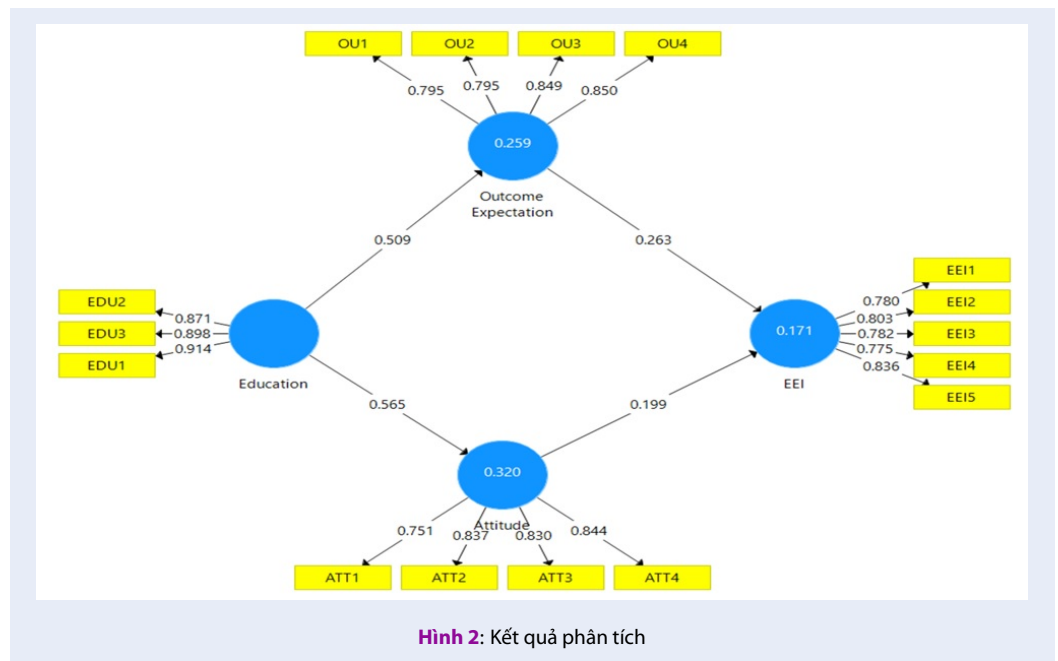 OU1 OU2 OU3 OU4
0.795 0.795 0.849 0.850
0.259
Outcome
Expectation
0.509 0.263
EDU2
EDU3
EDU1
0.871
0.898
0.914
Education
EEI1
EEI2
EEI3
EEI4
EEI5
0.780
0.803
0.782
0.775
0.836
0.171
EEI
0.565 0.199
0.320
Attitude
0.751 0.837 0.830 0.844
ATT1 ATT2 ATT3 ATT4
Hình 2: Kết quả phân tích